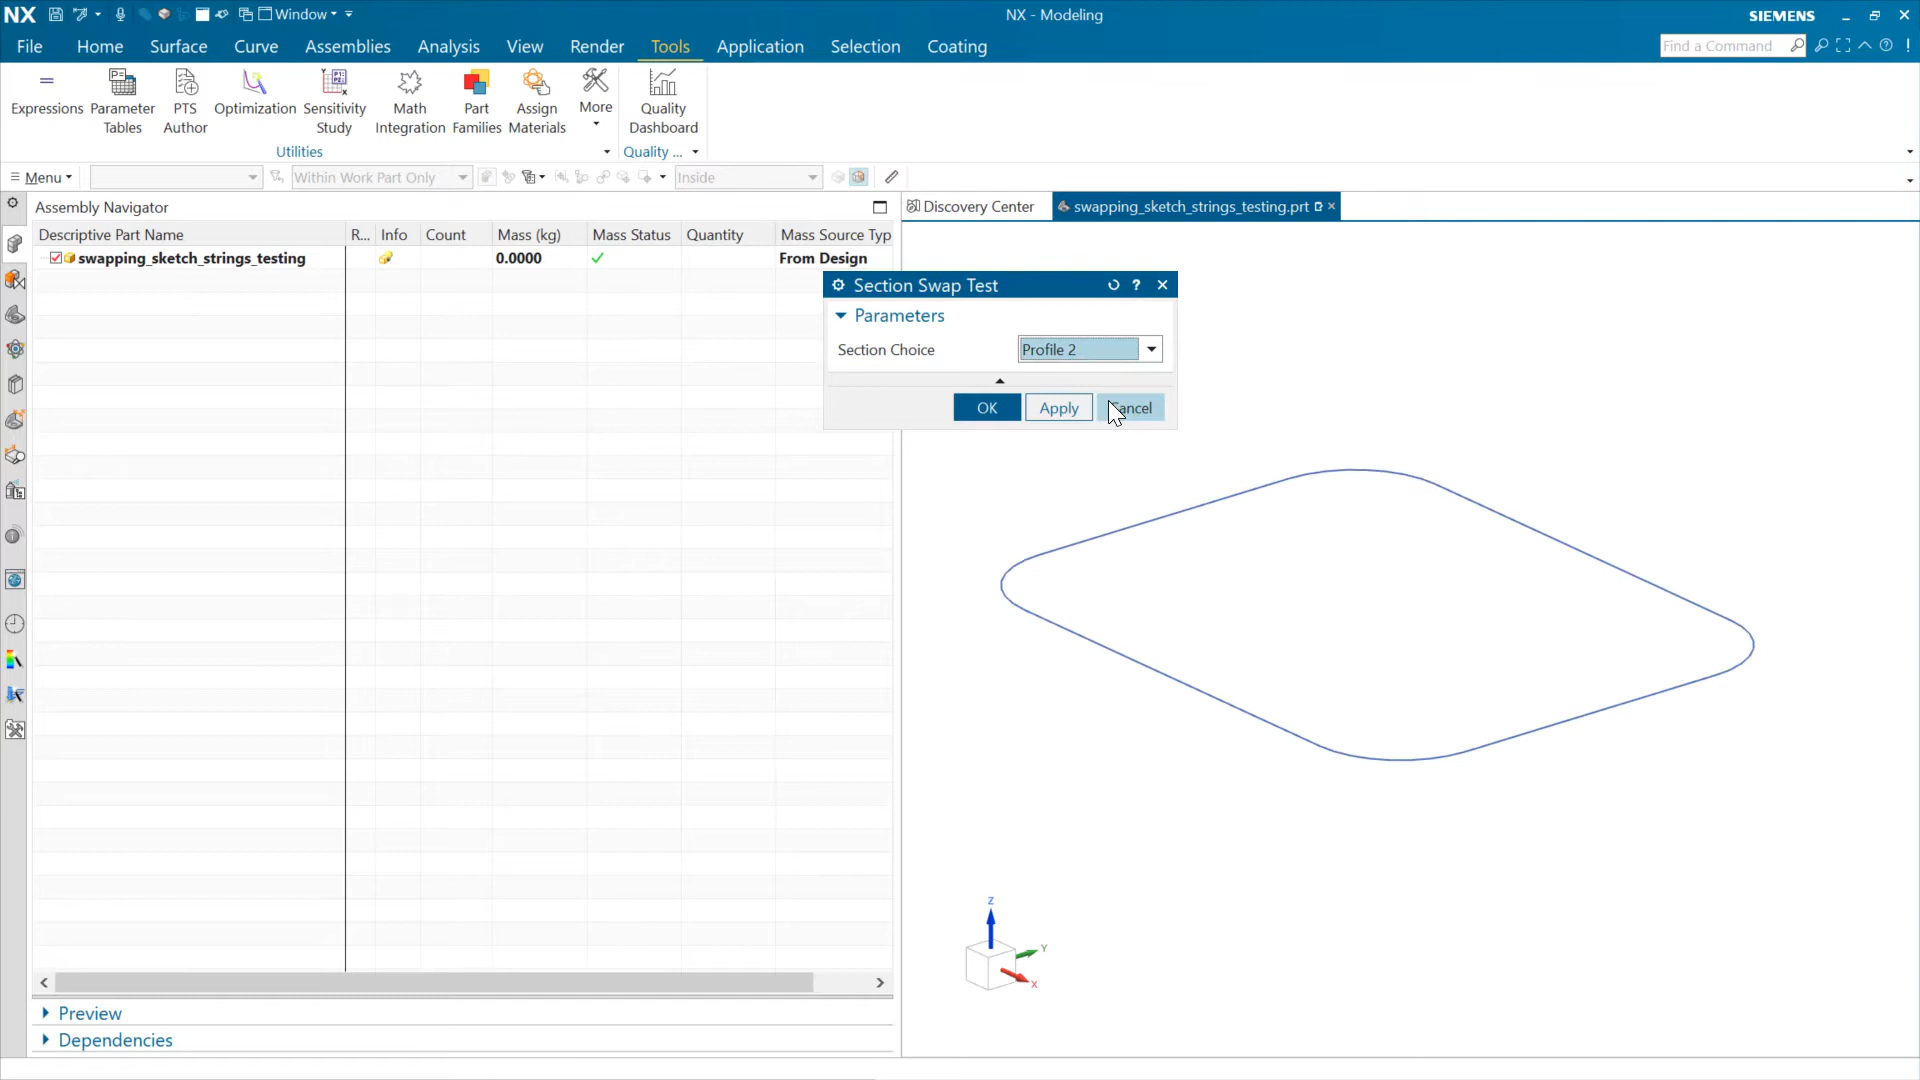 NX
Window
NX - Modeling
SIEMENS
File Home Surface Curve Assemblies Analysis View Render Tools Application Selection Coating
Find a Command
Expressions
Parameter Tables
PTS Author
Optimization
Sensitivity Study
Math Integration
Part Families
Assign Materials
More
Quality Dashboard
Utilities
Quality ...
Menu
Within Work Part Only
Inside
Assembly Navigator
Discovery Center
swapping_sketch_strings_testing.prt
Descriptive Part Name R... Info Count Mass (kg) Mass Status Quantity Mass Source Typ
swapping_sketch_strings_testing 0.0000 From Design
Section Swap Test
Parameters
Section Choice Profile 2
OK Apply Cancel
Z
Y
X
Preview
Dependencies